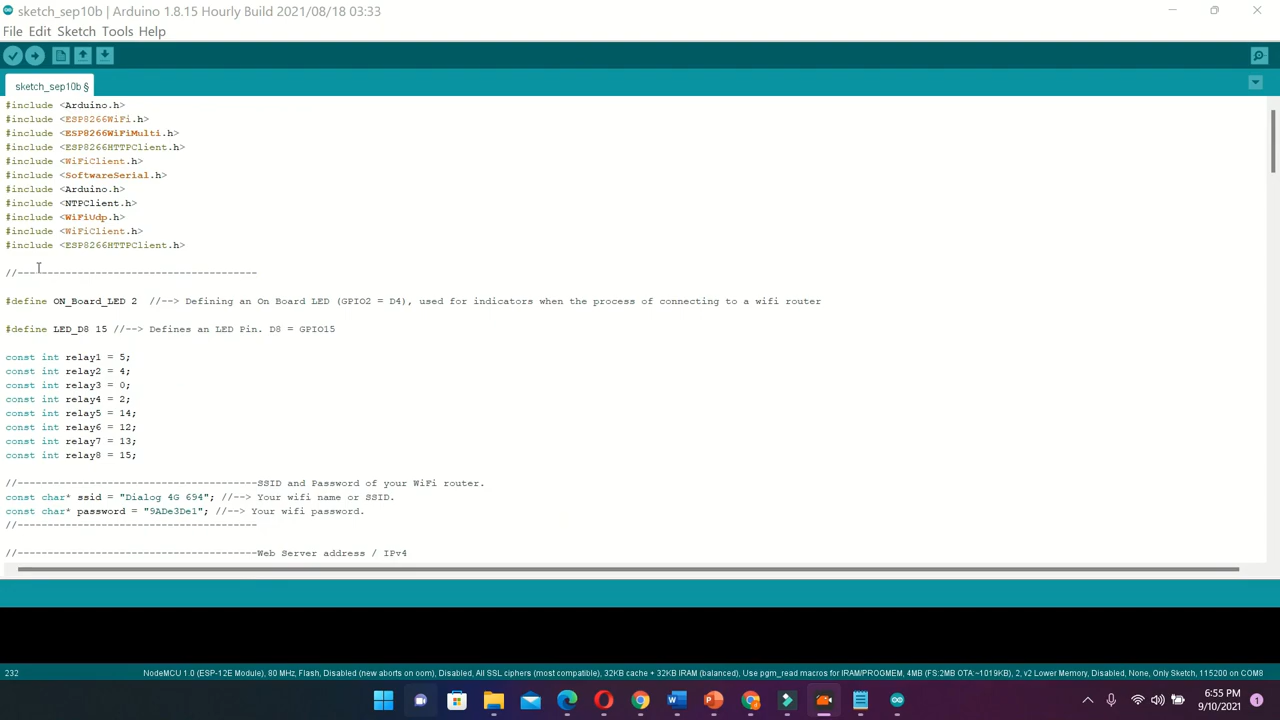 sketch_sep10b | Arduino 1.8.15 Hourly Build 2021/08/18 03:33
File Edit Sketch Tools Help
sketch_sep10b §
#include <Arduino.h>
#include <ESP8266WiFi.h>
#include <ESP8266WiFiMulti.h>
#include <ESP8266HTTPClient.h>
#include <WiFiClient.h>
#include <SoftwareSerial.h>
#include <Arduino.h>
#include <NTPClient.h>
#include <WiFiUdp.h>
#include <WiFiClient.h>
#include <ESP8266HTTPClient.h>
//----------------------------------------
#define ON_Board_LED 2  //--> Defining an On Board LED (GPIO2 = D4), used for indicators when the process of connecting to a wifi router
#define LED_D8 15 //--> Defines an LED Pin. D8 = GPIO15
const int relay1 = 5;
const int relay2 = 4;
const int relay3 = 0;
const int relay4 = 2;
const int relay5 = 14;
const int relay6 = 12;
const int relay7 = 13;
const int relay8 = 15;
//----------------------------------------SSID and Password of your WiFi router.
const char* ssid = "Dialog 4G 694"; //--> Your wifi name or SSID.
const char* password = "9ADe3De1"; //--> Your wifi password.
//----------------------------------------
//----------------------------------------Web Server address / IPv4
232 NodeMCU 1.0 (ESP-12E Module), 80 MHz, Flash, Disabled (new aborts on oom), Disabled, All SSL ciphers (most compatible), 32KB cache + 32KB IRAM (balanced), Use pgm_read macros for IRAM/PROGMEM, 4MB (FS:2MB OTA:~1019KB), 2, v2 Lower Memory, Disabled, None, Only Sketch, 115200 on COM8
6:55 PM
9/10/2021
1